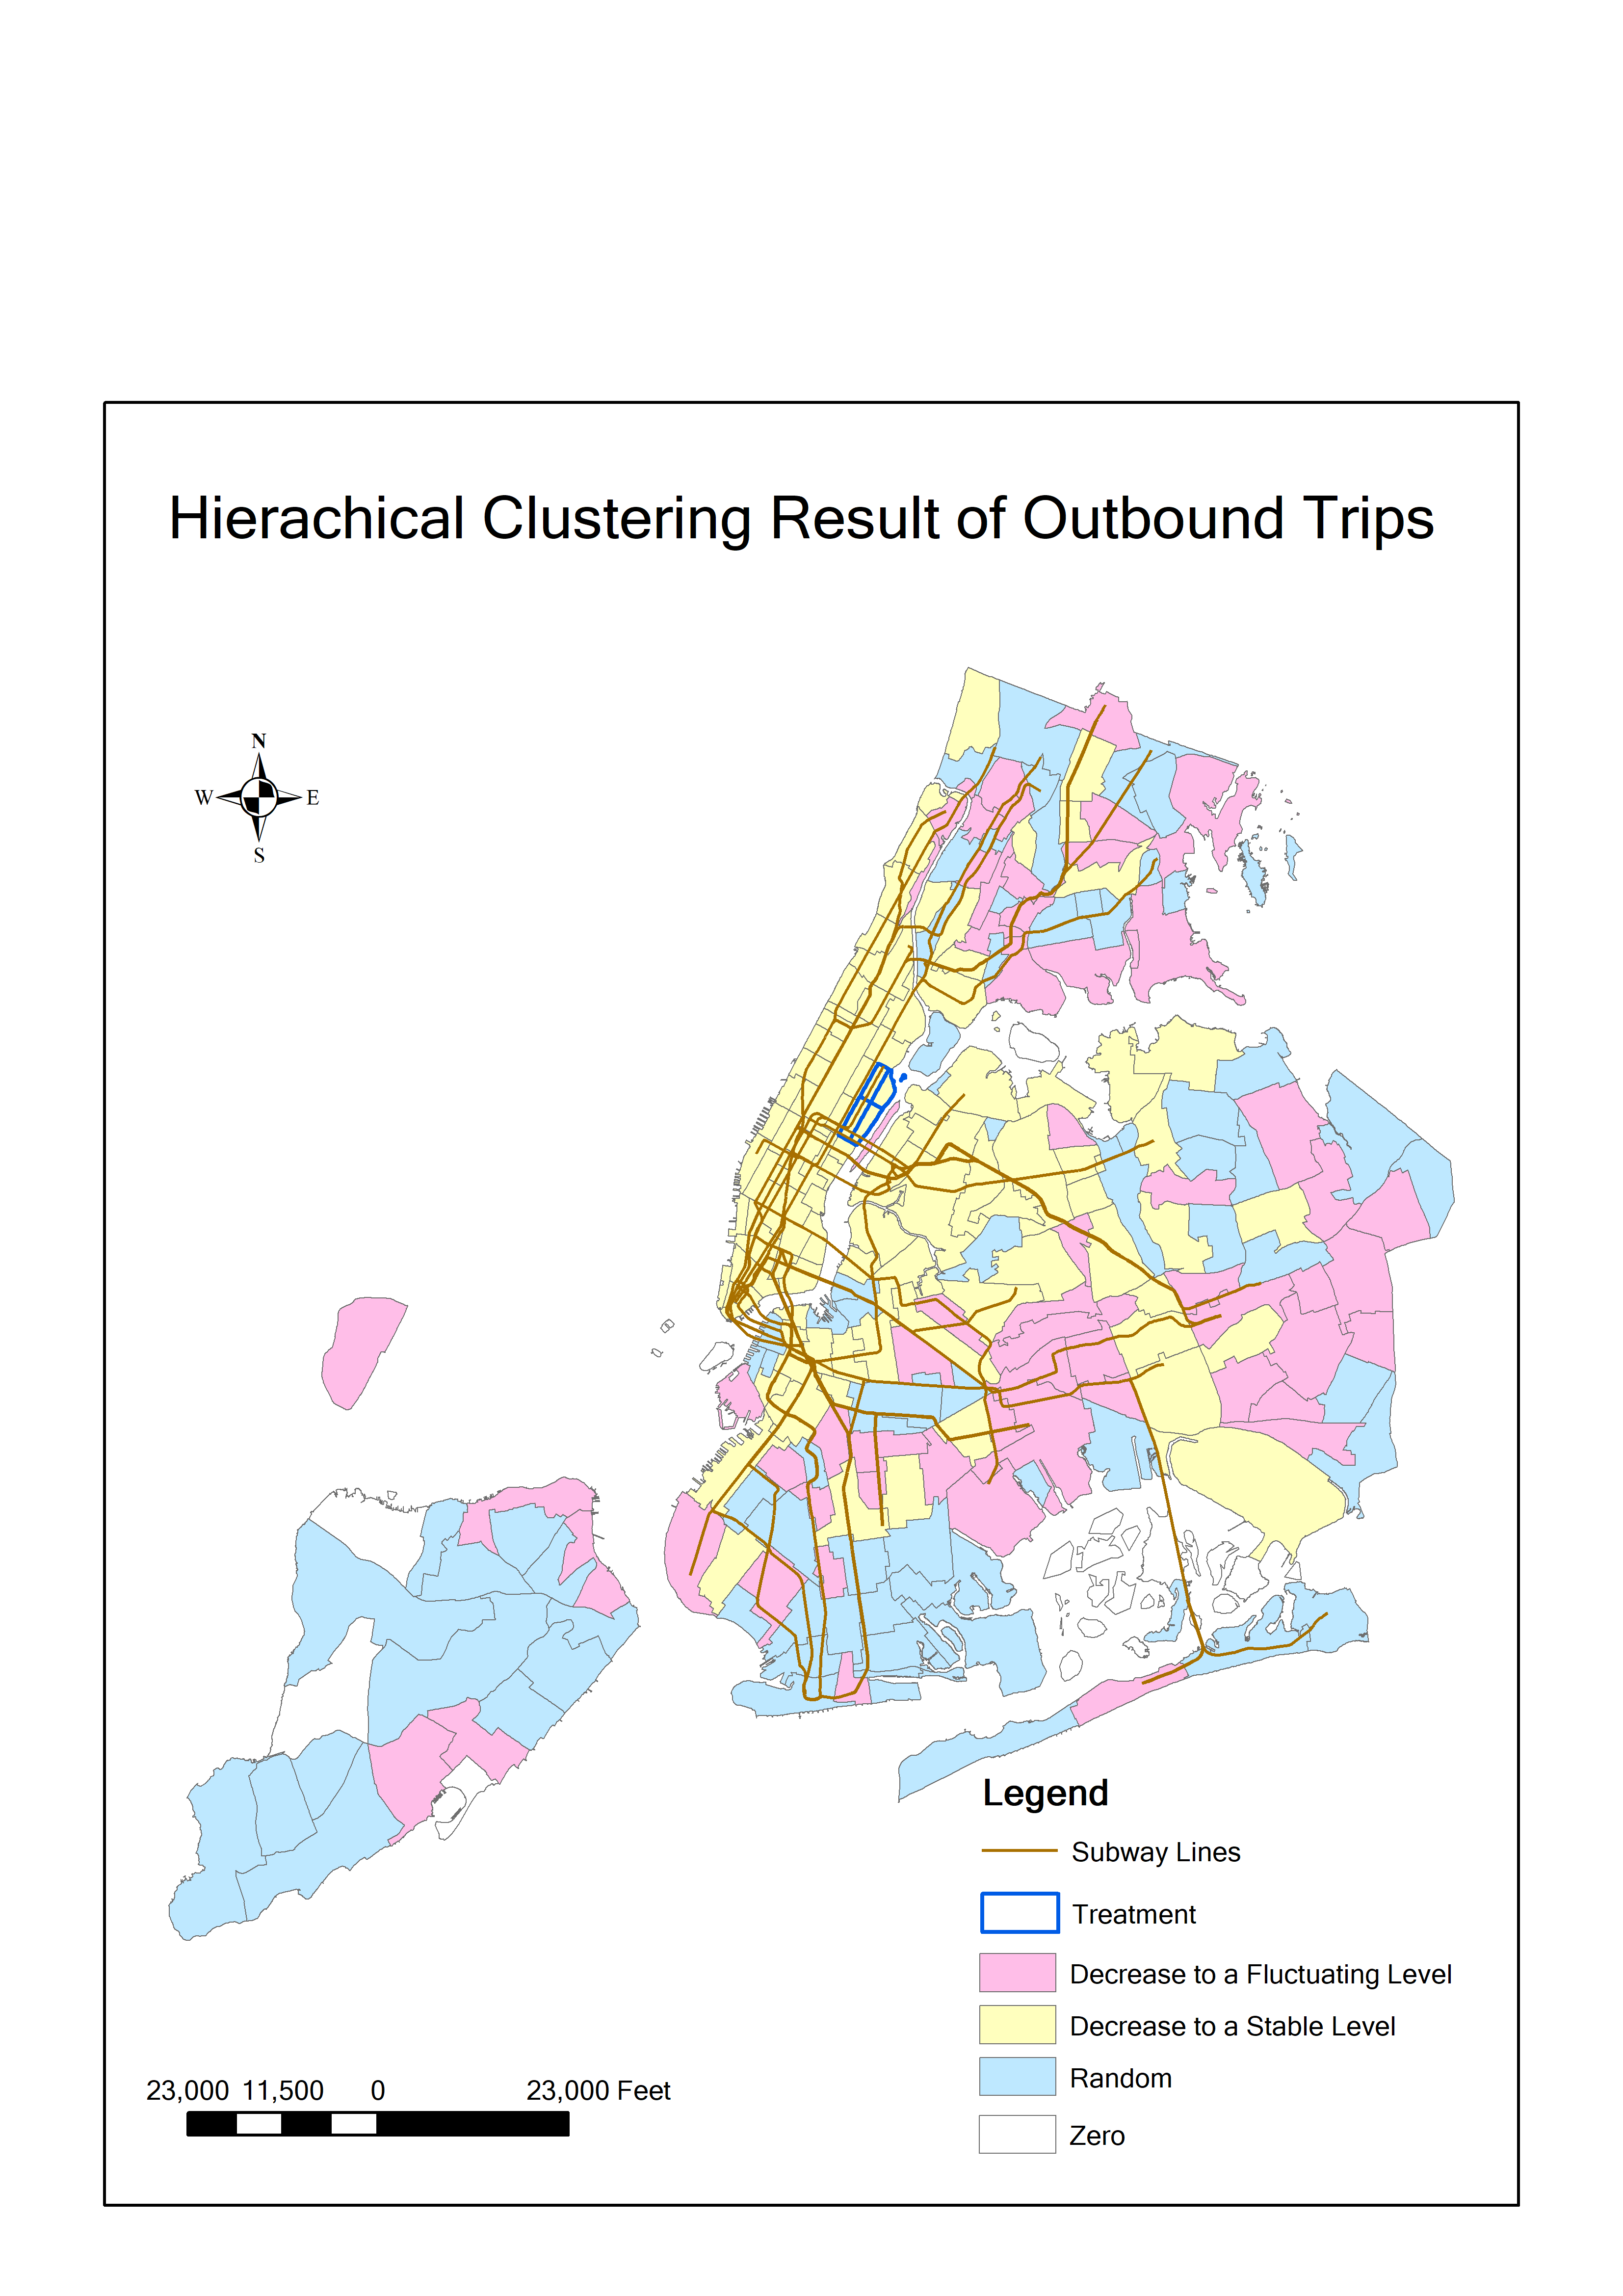 Hierachical Clustering Result of Outbound Trips
N
W E
S
Legend
Subway Lines
Treatment
Decrease to a Fluctuating Level
Decrease to a Stable Level
Random
Zero
23,000 11,500 0 23,000 Feet